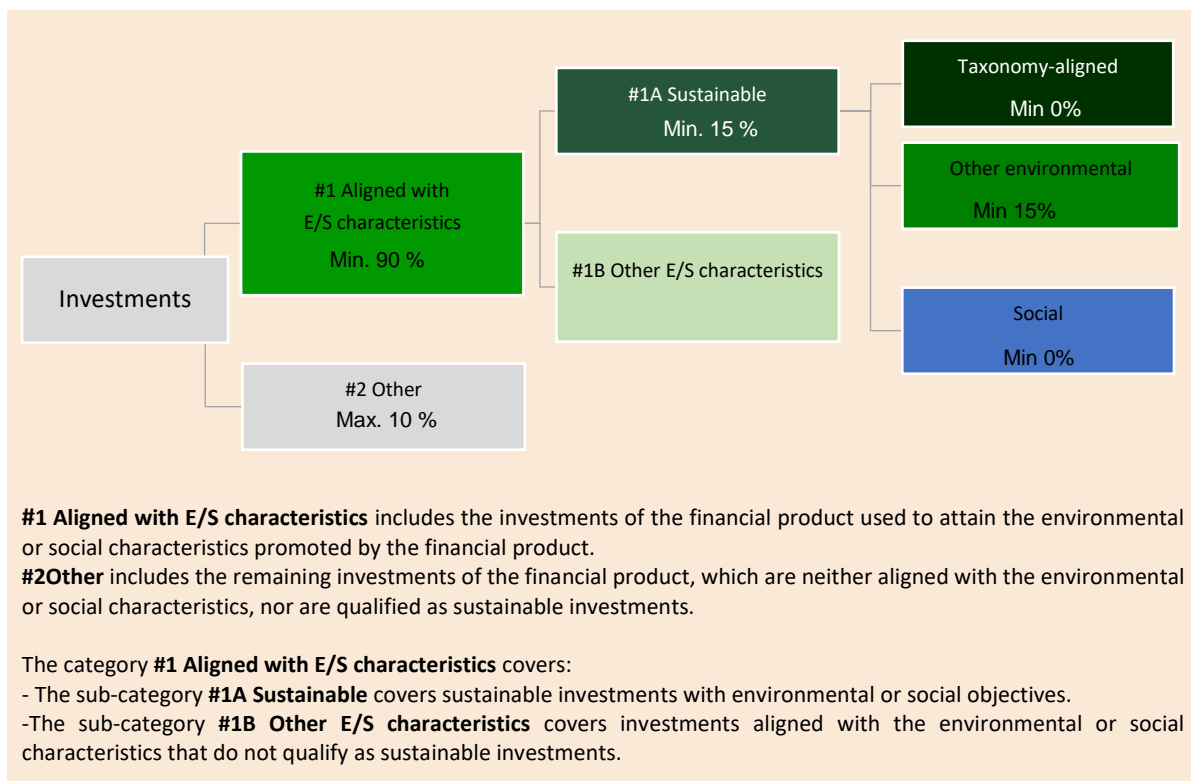 Investments
#1 Aligned with
E/S characteristics
Min. 90 %
#2 Other
Max. 10 %
#1A Sustainable
Min. 15 %
#1B Other E/S characteristics
Taxonomy-aligned
Min 0%
Other environmental
Min 15%
Social
Min 0%
#1 Aligned with E/S characteristics includes the investments of the financial product used to attain the environmental
or social characteristics promoted by the financial product.
#2Other includes the remaining investments of the financial product, which are neither aligned with the environmental
or social characteristics, nor are qualified as sustainable investments.
The category #1 Aligned with E/S characteristics covers:
- The sub-category #1A Sustainable covers sustainable investments with environmental or social objectives.
-The sub-category #1B Other E/S characteristics covers investments aligned with the environmental or social
characteristics that do not qualify as sustainable investments.